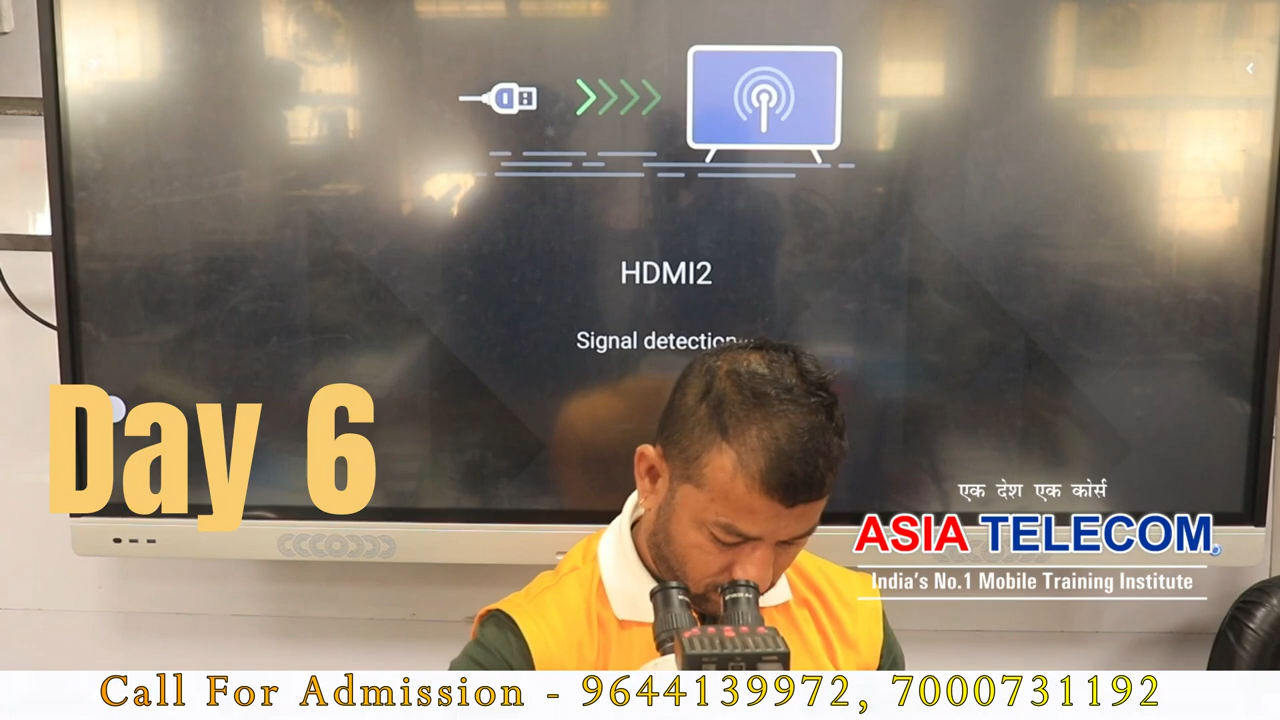 HDMI2
Signal detection...
Day 6
एक देश एक कोर्स
ASIA TELECOM
India's No.1 Mobile Training Institute
Call For Admission - 9644139972, 7000731192